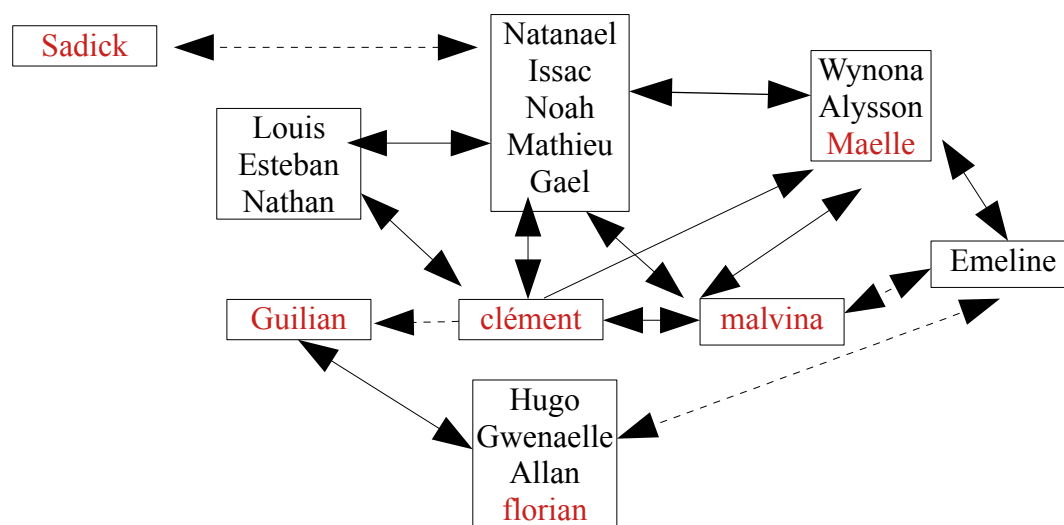 Sadick
Natanael
Issac
Noah
Mathieu
Gael
Wynona
Alysson
Maelle
Louis
Esteban
Nathan
Emeline
Guilian
clément
malvina
Hugo
Gwenaelle
Allan
florian